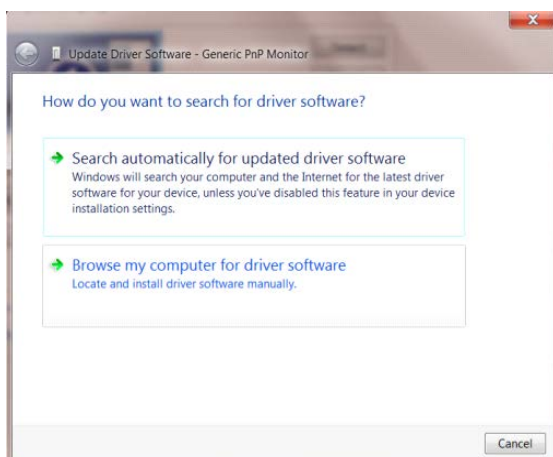 Update Driver Software - Generic PnP Monitor
How do you want to search for driver software?
Search automatically for updated driver software
Windows will search your computer and the Internet for the latest driver
software for your device, unless you've disabled this feature in your device
installation settings.
Browse my computer for driver software
Locate and install driver software manually.
Cancel